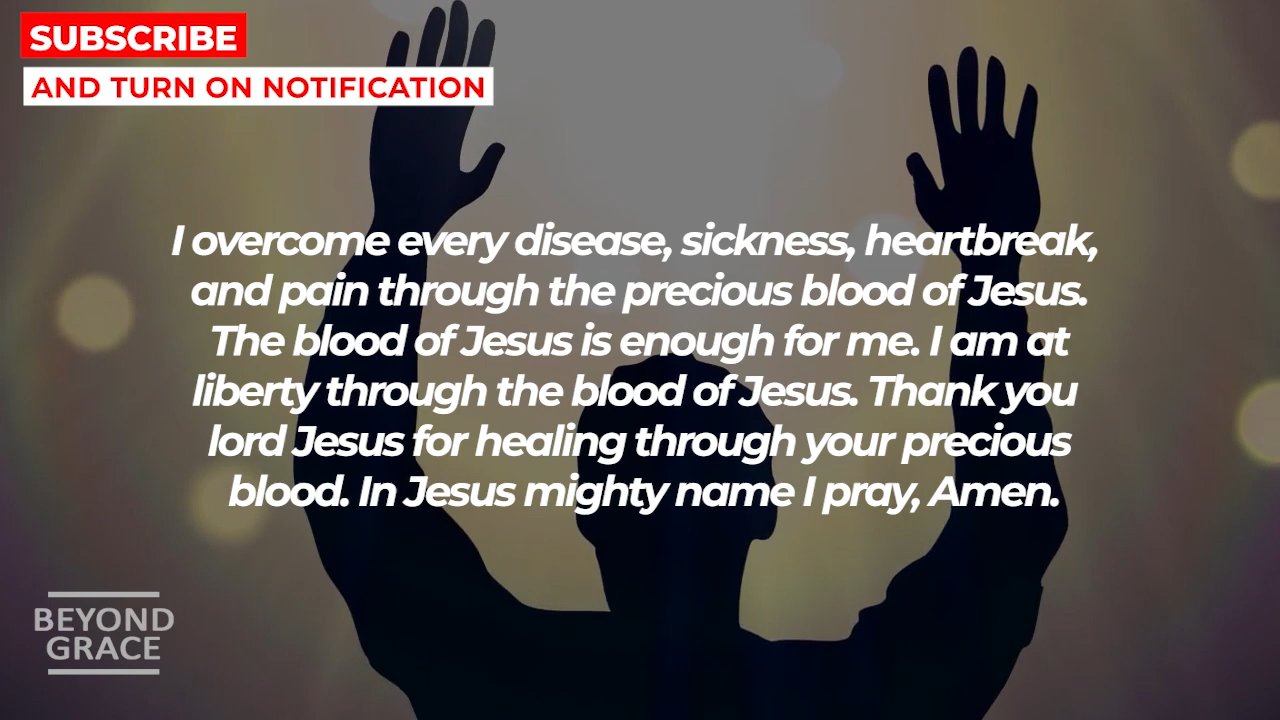 SUBSCRIBE
AND TURN ON NOTIFICATION
I overcome every disease, sickness, heartbreak,
and pain through the precious blood of Jesus.
The blood of Jesus is enough for me. I am at
liberty through the blood of Jesus. Thank you
lord Jesus for healing through your precious
blood. In Jesus mighty name I pray, Amen.
BEYOND
GRACE